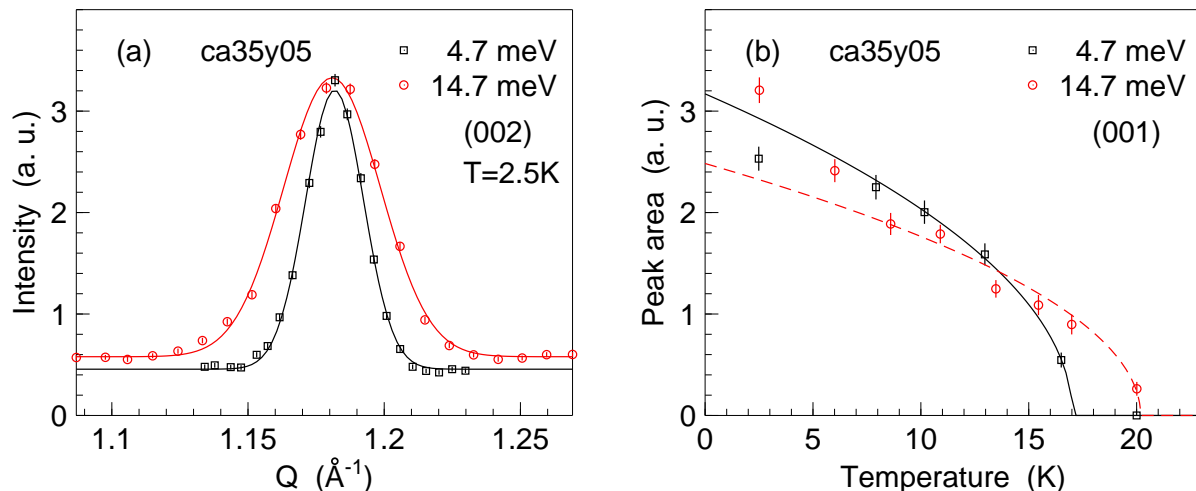 (a) ca35y05
4.7 meV
14.7 meV
(002)
T=2.5K
Intensity (a. u.)
0
1
2
3
1.1 1.15 1.2 1.25
Q (Å⁻¹)
(b) ca35y05
4.7 meV
14.7 meV
(001)
Peak area (a. u.)
0
1
2
3
0 5 10 15 20
Temperature (K)